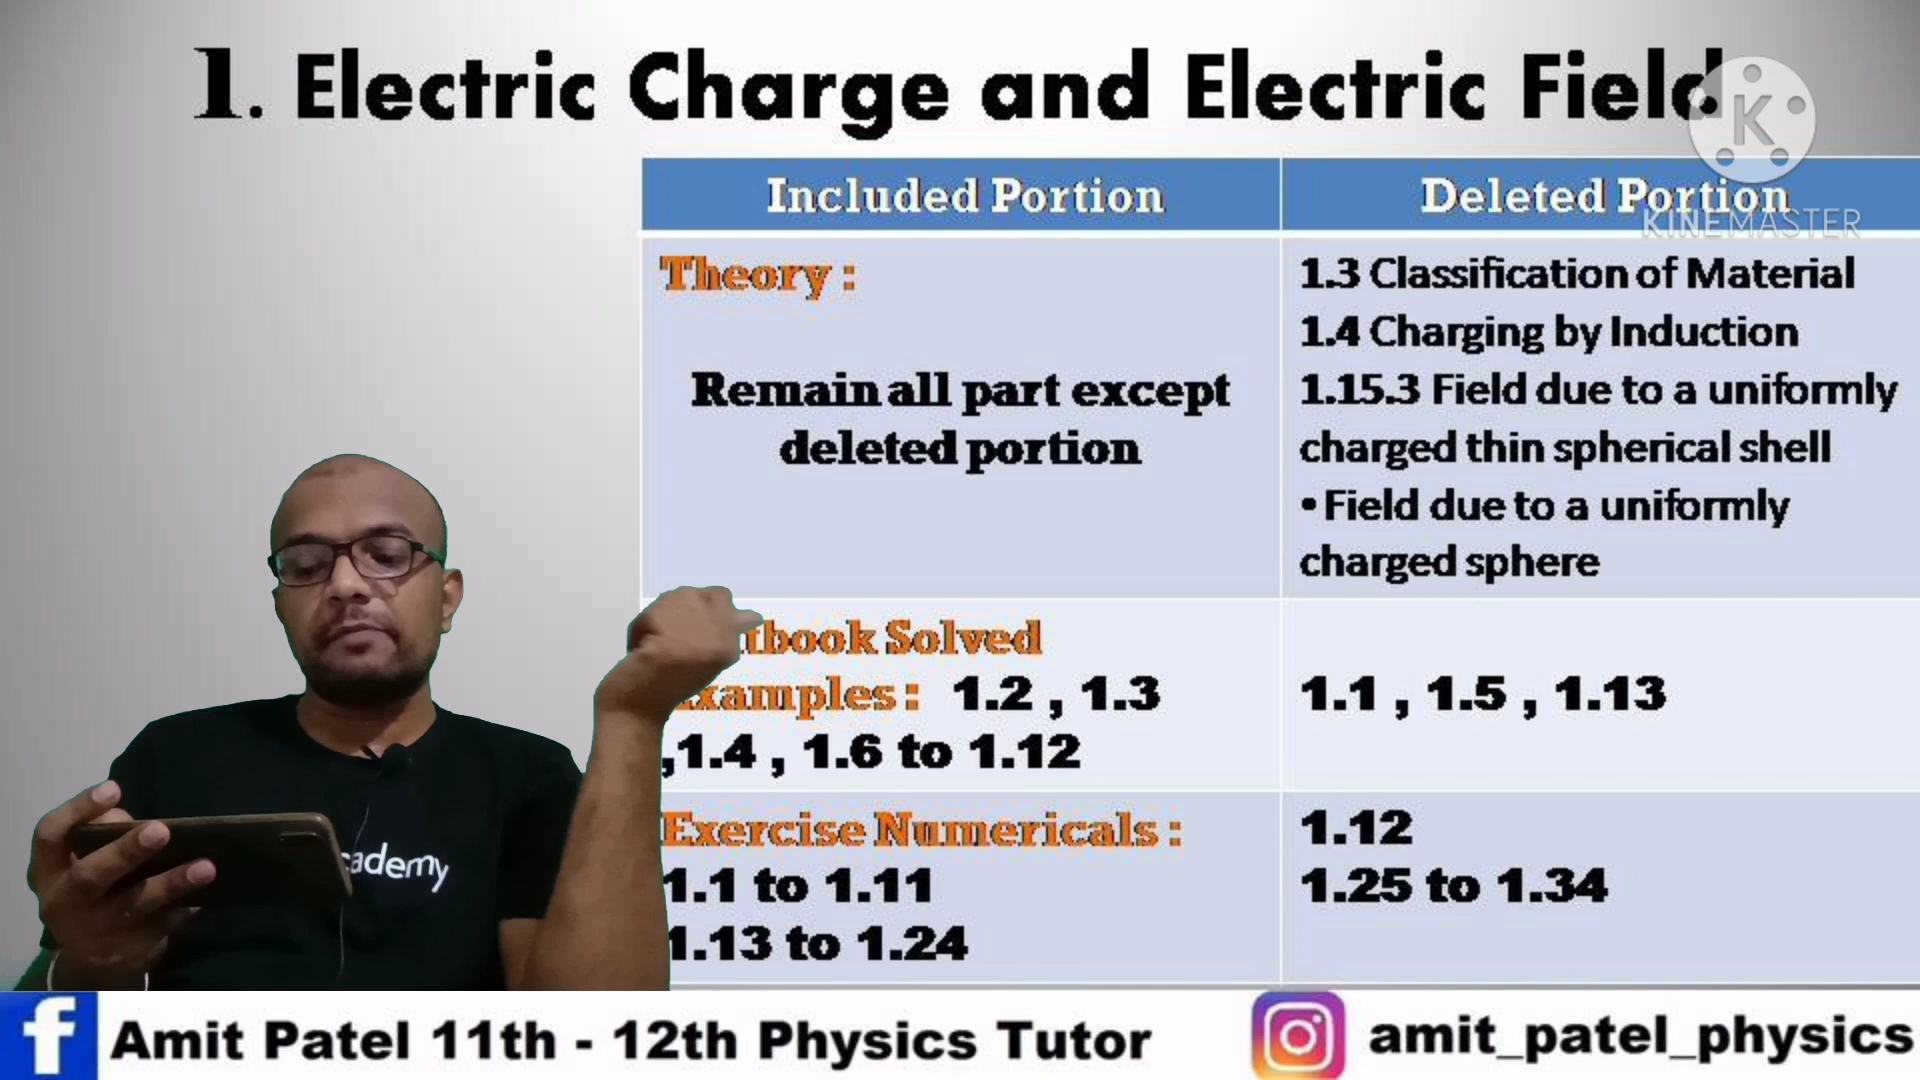 1. Electric Charge and Electric Field
K
KINEMASTER
Included Portion
Deleted Portion
Theory :
Remain all part except
deleted portion
1.3 Classification of Material
1.4 Charging by Induction
1.15.3 Field due to a uniformly
charged thin spherical shell
• Field due to a uniformly
charged sphere
Solved
: 1.2 , 1.3
,1.4 , 1.6 to 1.12
1.1 , 1.5 , 1.13
Exercise Numericals :
1.1 to 1.11
1.13 to 1.24
1.12
1.25 to 1.34
f Amit Patel 11th - 12th Physics Tutor
amit_patel_physics